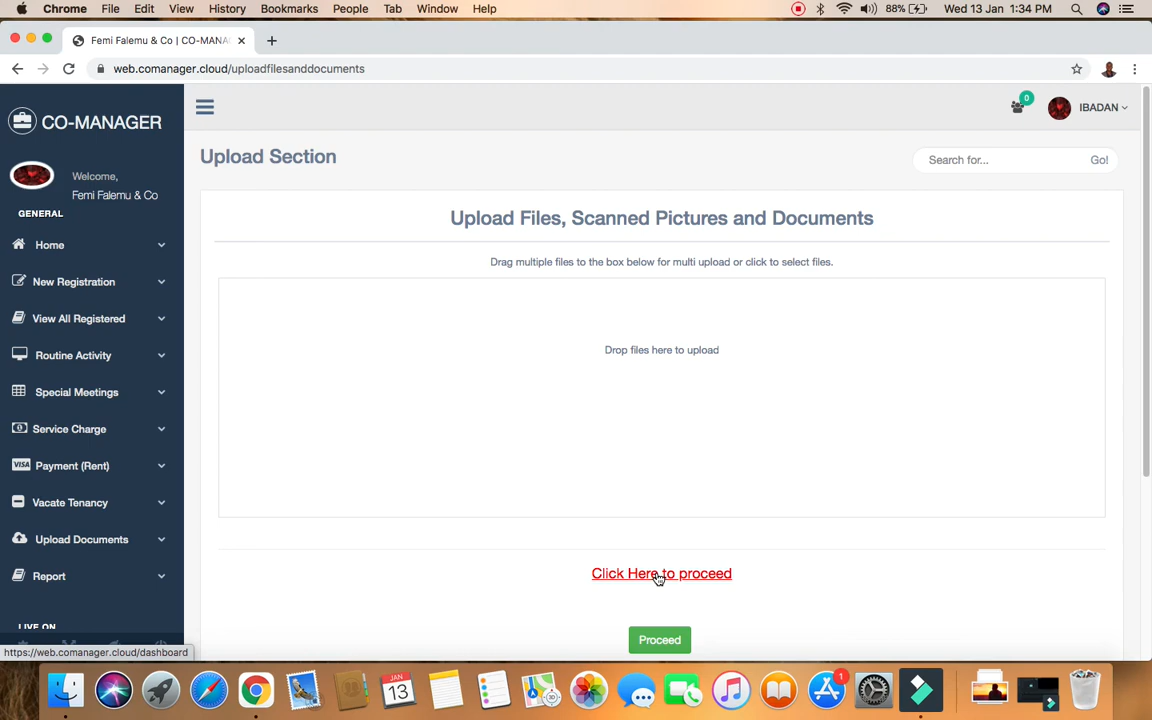 Chrome File Edit View History Bookmarks People Tab Window Help 88% Wed 13 Jan 1:34 PM
Femi Falemu & Co | CO-MANA
web.comanager.cloud/uploadfilesanddocuments
CO-MANAGER
0
IBADAN
Welcome,
Femi Falemu & Co
Upload Section
Search for... Go!
GENERAL
Home
New Registration
View All Registered
Routine Activity
Special Meetings
Service Charge
VISA Payment (Rent)
Vacate Tenancy
Upload Documents
Report
LIVE ON
https://web.comanager.cloud/dashboard
Upload Files, Scanned Pictures and Documents
Drag multiple files to the box below for multi upload or click to select files.
Drop files here to upload
Click Here to proceed
Proceed
JAN
13
1